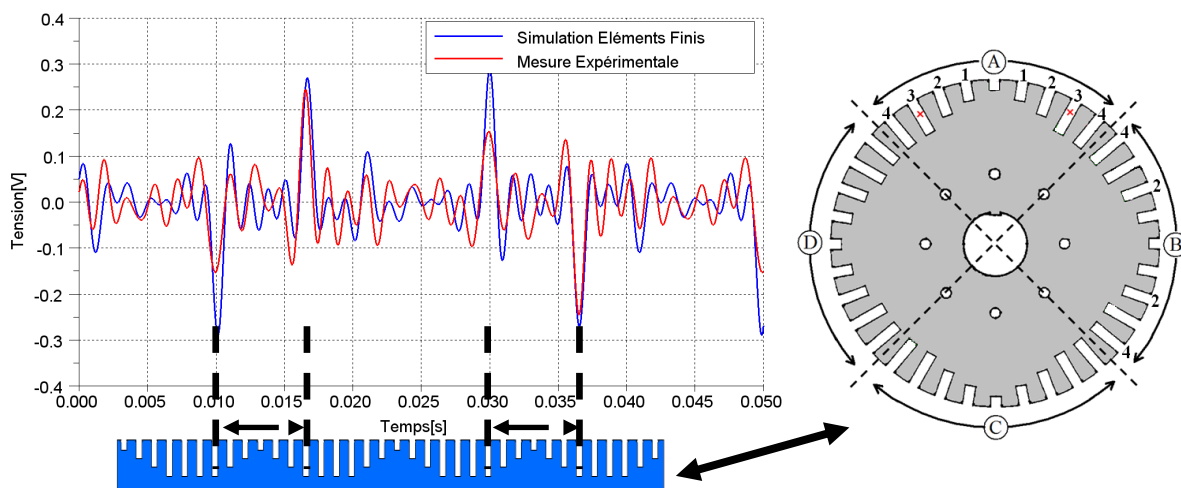 0.4
0.3
0.2
0.1
0.0
-0.1
-0.2
-0.3
-0.4
Tension[V]
Simulation Eléments Finis
Mesure Expérimentale
0.000 0.005 0.010 0.015 0.020 0.025 0.030 0.035 0.040 0.045 0.050
Temps[s]
A
4 3 2 1 1 2 3 4
4
2
B
2
4
C
D